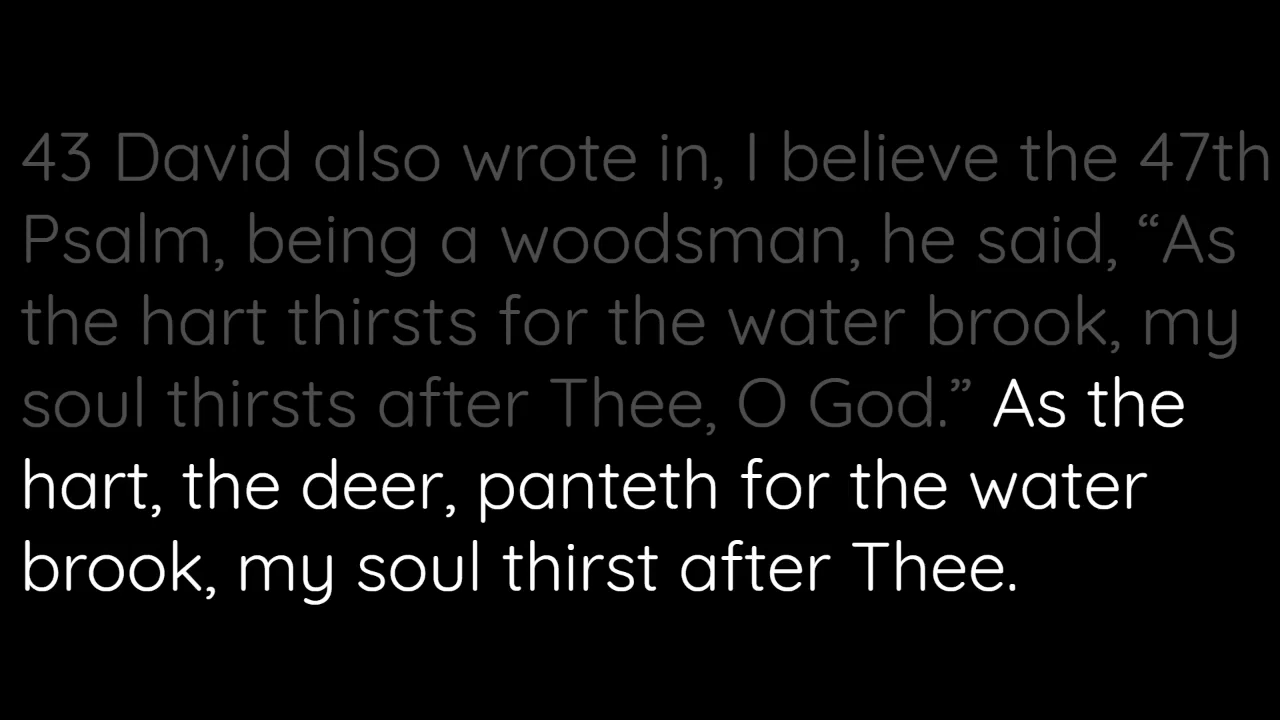 43 David also wrote in, I believe the 47th
Psalm, being a woodsman, he said, “As
the hart thirsts for the water brook, my
soul thirsts after Thee, O God.” As the
hart, the deer, panteth for the water
brook, my soul thirst after Thee.